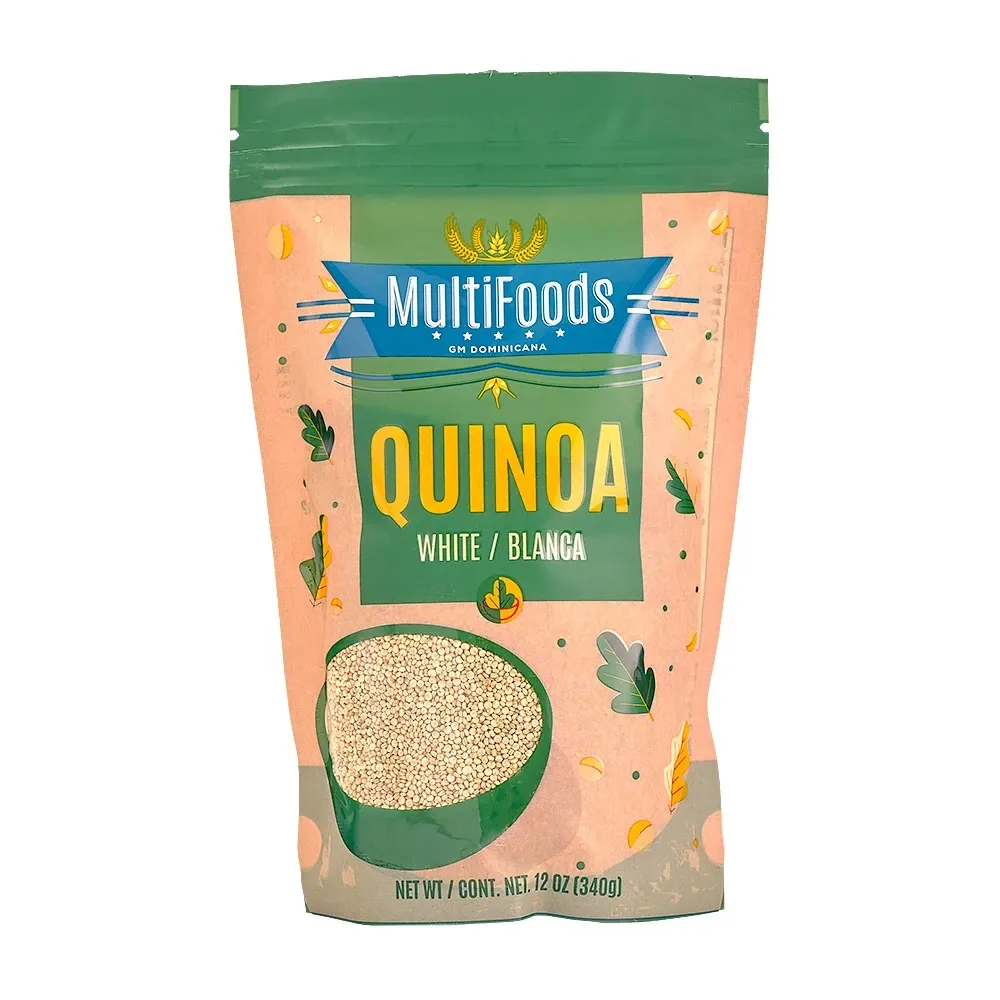 MultiFoods
GM DOMINICANA
QUINOA
WHITE / BLANCA
NET WT / CONT. NET. 12 OZ (340g)